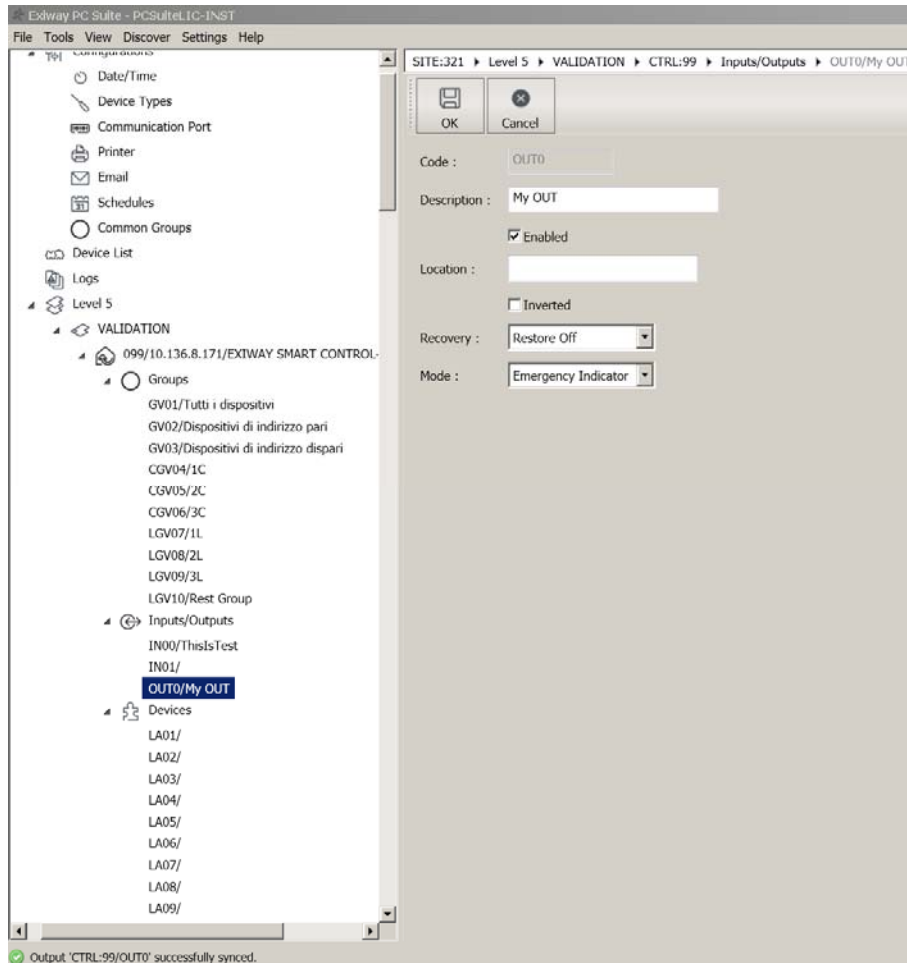 Exiway PC Suite - PCSuiteLIC-INST
File Tools View Discover Settings Help
Configurations
Date/Time
Device Types
Communication Port
Printer
Email
Schedules
Common Groups
Device List
Logs
Level 5
VALIDATION
099/10.136.8.171/EXIWAY SMART CONTROL-
Groups
GV01/Tutti i dispositivi
GV02/Dispositivi di indirizzo pari
GV03/Dispositivi di indirizzo dispari
CGV04/1C
CGV05/2C
CGV06/3C
LGV07/1L
LGV08/2L
LGV09/3L
LGV10/Rest Group
Inputs/Outputs
IN00/ThisIsTest
IN01/
OUT0/My OUT
Devices
LA01/
LA02/
LA03/
LA04/
LA05/
LA06/
LA07/
LA08/
LA09/
SITE:321 Level 5 VALIDATION CTRL:99 Inputs/Outputs OUT0/My OUT
OK Cancel
Code : OUT0
Description : My OUT
Enabled
Location :
Inverted
Recovery : Restore Off
Mode : Emergency Indicator
Output 'CTRL:99/OUT0' successfully synced.